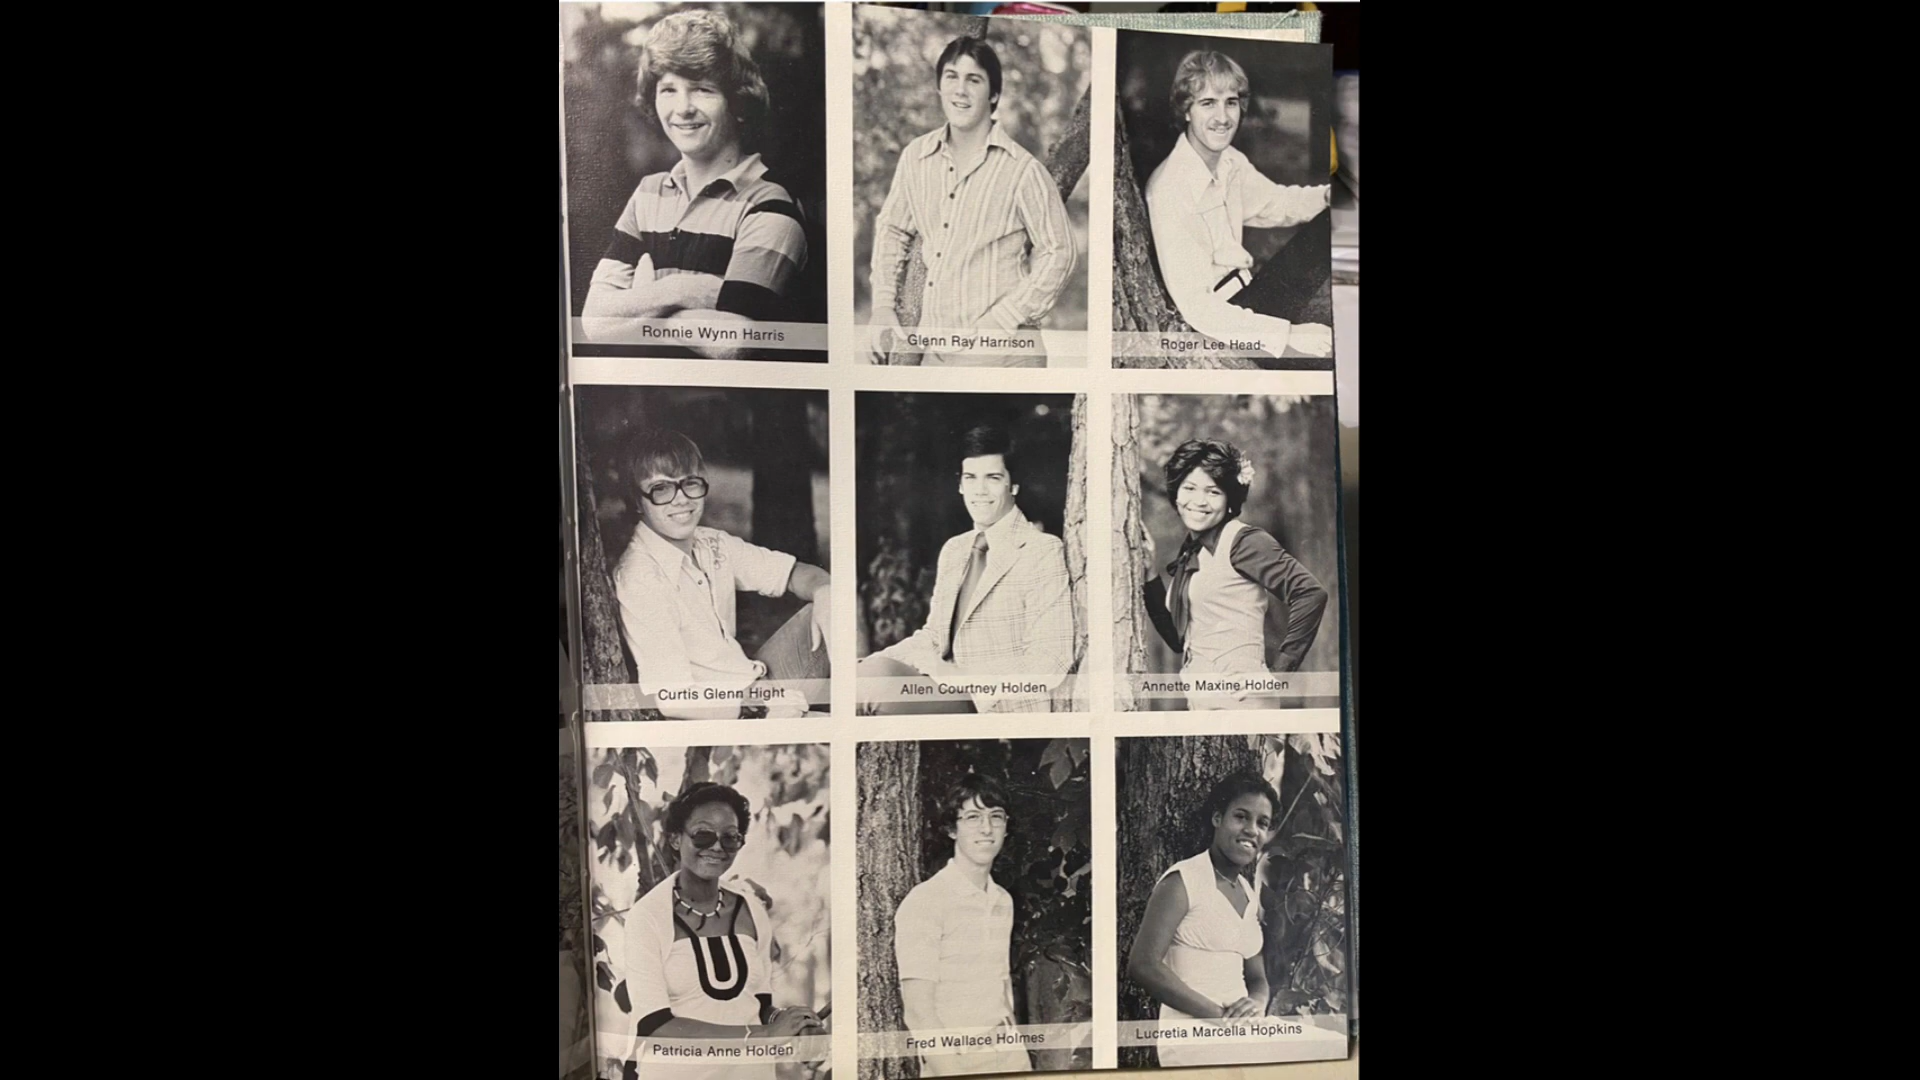 Ronnie Wynn Harris
Glenn Ray Harrison
Roger Lee Head
Curtis Glenn Hight
Allen Courtney Holden
Annette Maxine Holden
U
Patricia Anne Holden
Fred Wallace Holmes
Lucretia Marcella Hopkins